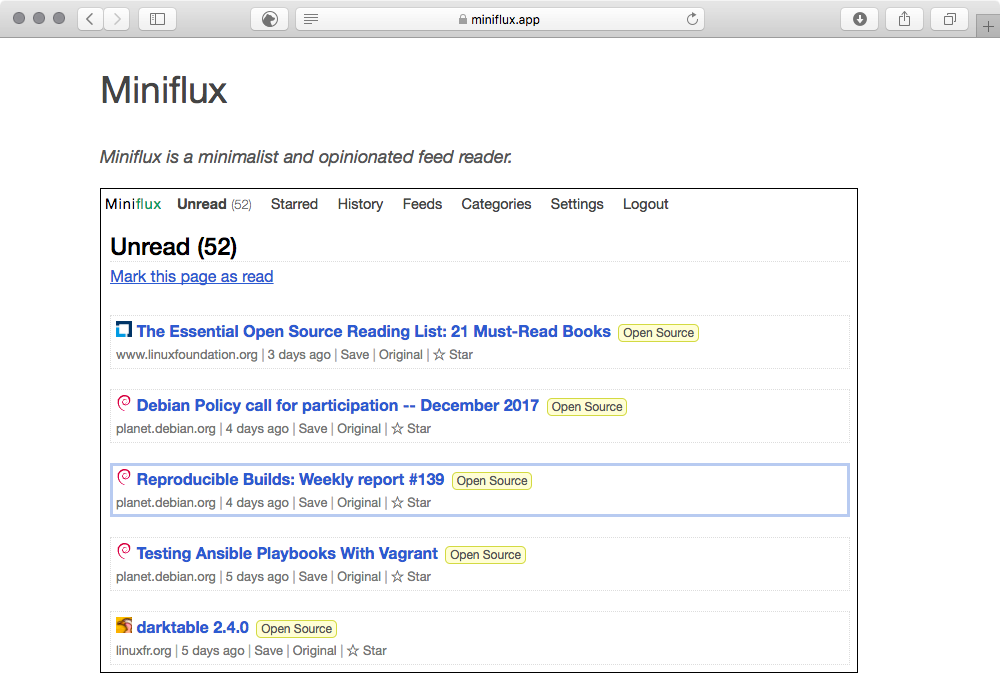 miniflux.app
Miniflux
Miniflux is a minimalist and opinionated feed reader.
Miniflux Unread (52) Starred History Feeds Categories Settings Logout
Unread (52)
Mark this page as read
The Essential Open Source Reading List: 21 Must-Read Books Open Source
www.linuxfoundation.org | 3 days ago | Save | Original | ☆ Star
Debian Policy call for participation -- December 2017 Open Source
planet.debian.org | 4 days ago | Save | Original | ☆ Star
Reproducible Builds: Weekly report #139 Open Source
planet.debian.org | 4 days ago | Save | Original | ☆ Star
Testing Ansible Playbooks With Vagrant Open Source
planet.debian.org | 5 days ago | Save | Original | ☆ Star
darktable 2.4.0 Open Source
linuxfr.org | 5 days ago | Save | Original | ☆ Star